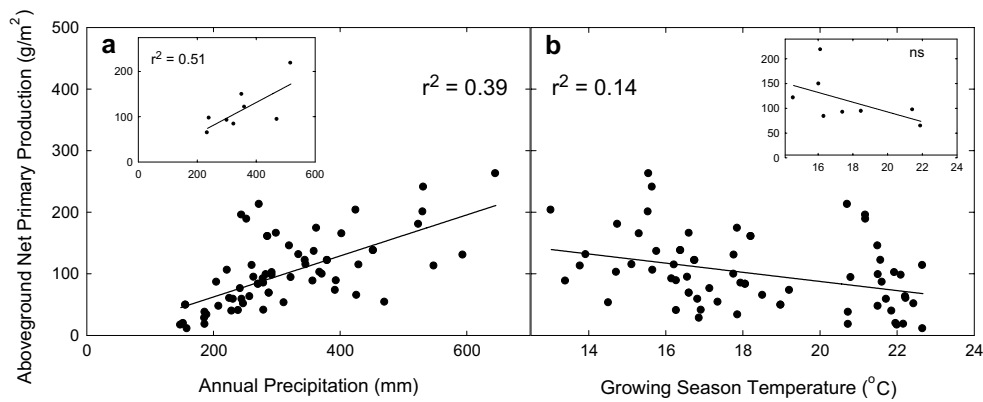 Aboveground Net Primary Production (g/m²)
500
400
300
200
100
0
a
r² = 0.51
200
100
0
0 200 400 600
r² = 0.39
0 200 400 600
Annual Precipitation (mm)
b
r² = 0.14
ns
200
150
100
50
0
14 16 18 20 22 24
14 16 18 20 22 24
Growing Season Temperature (°C)